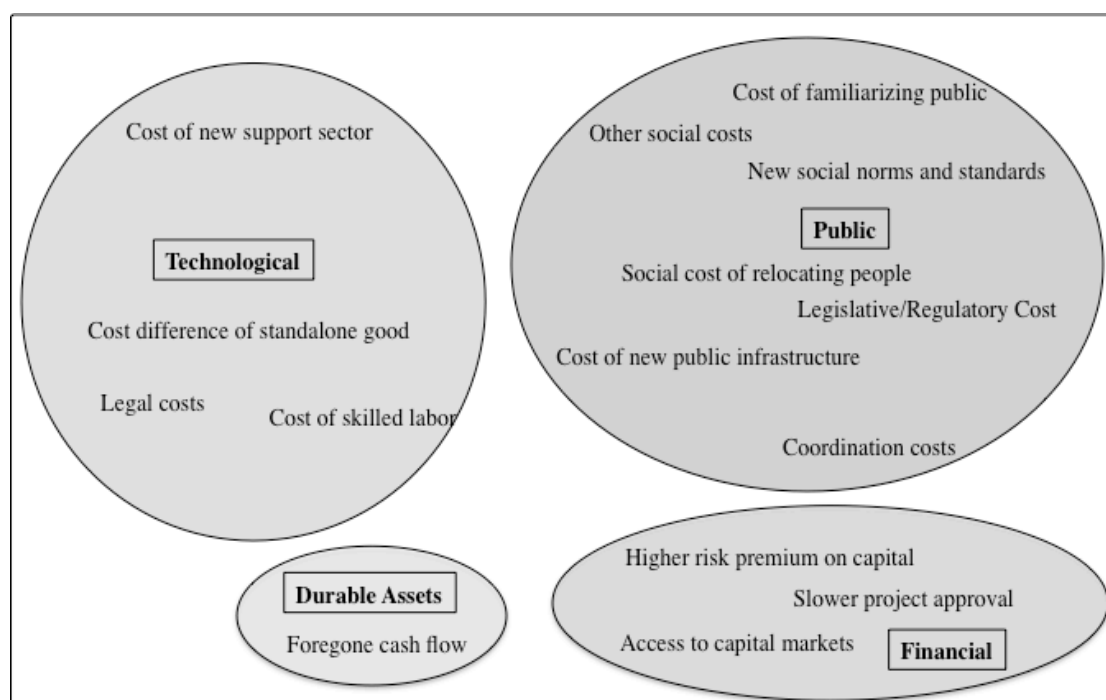 Cost of new support sector
Technological
Cost difference of standalone good
Legal costs
Cost of skilled labor
Cost of familiarizing public
Other social costs
New social norms and standards
Public
Social cost of relocating people
Legislative/Regulatory Cost
Cost of new public infrastructure
Coordination costs
Durable Assets
Foregone cash flow
Higher risk premium on capital
Slower project approval
Access to capital markets
Financial